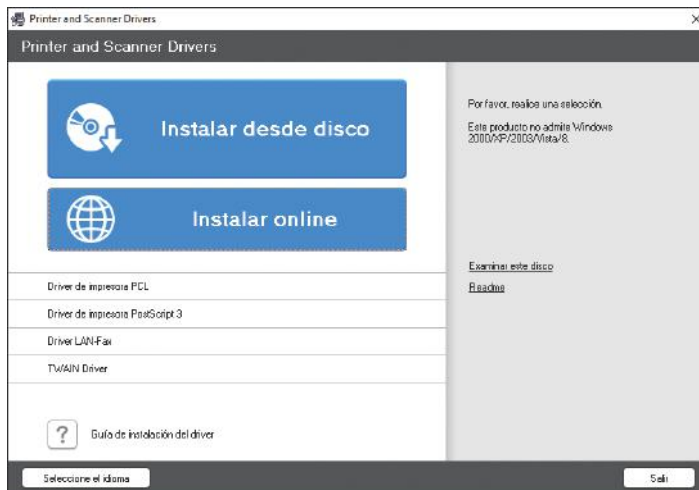 Printer and Scanner Drivers
Printer and Scanner Drivers
Instalar desde disco
Instalar online
Driver de impresora PCL
Driver de impresora PostScript 3
Driver LAN-Fax
TWAIN Driver
? Guía de instalación del driver
Por favor, realice una selección.
Este producto no admite Windows
2000/XP/2003/Vista/8.
Examinar este disco
Readme
Seleccione el idioma
Salir